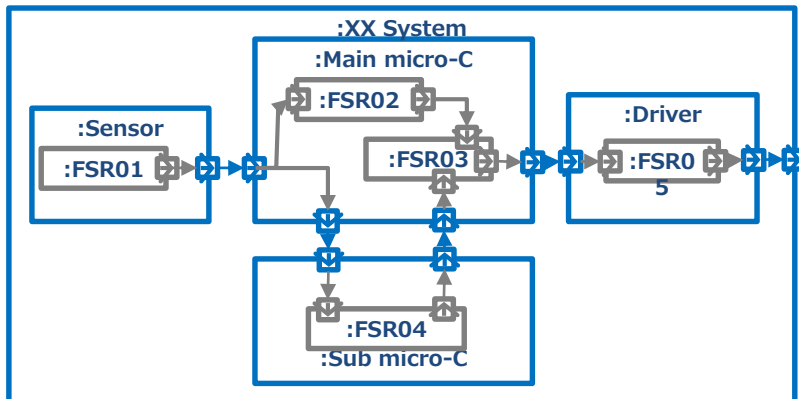 :XX System
:Main micro-C
:FSR02
:Sensor
:Driver
:FSR01
:FSR03
:FSR0
5
:FSR04
:Sub micro-C